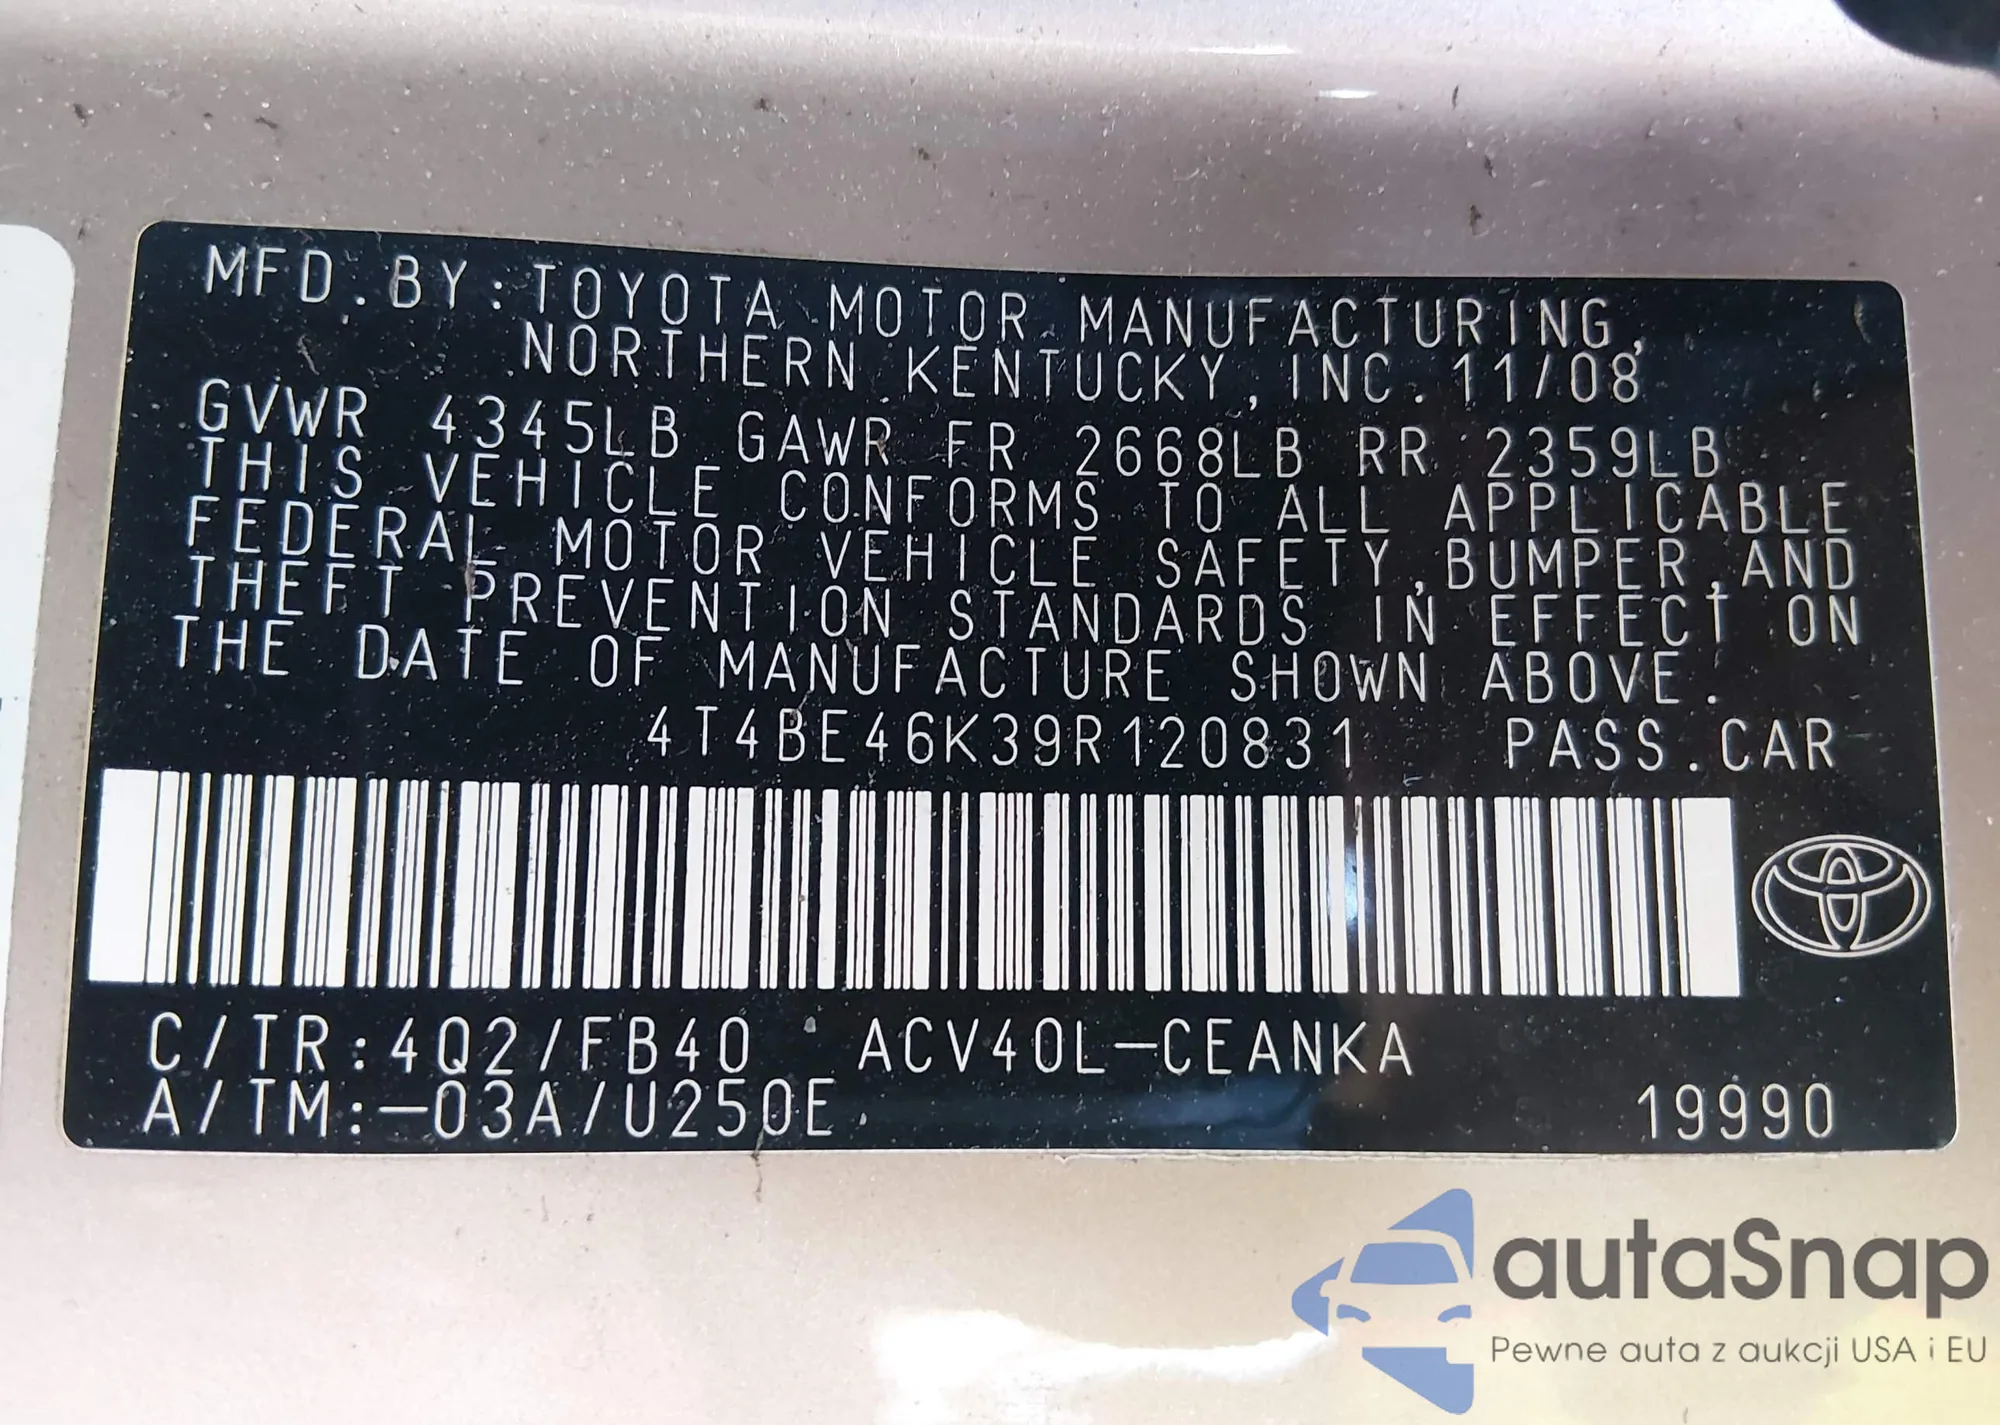 MFD.BY:TOYOTA MOTOR MANUFACTURING,
NORTHERN KENTUCKY,INC. 11/08
GVWR 4345LB GAWR FR 2668LB RR 2359LB
THIS VEHICLE CONFORMS TO ALL APPLICABLE
FEDERAL MOTOR VEHICLE SAFETY,BUMPER,AND
THEFT PREVENTION STANDARDS IN EFFECT ON
THE DATE OF MANUFACTURE SHOWN ABOVE.
4T4BE46K39R120831 PASS.CAR
C/TR:4Q2/FB40 ACV40L-CEANKA
A/TM:-03A/U250E 19990
autaSnap
Pewne auta z aukcji USA i EU